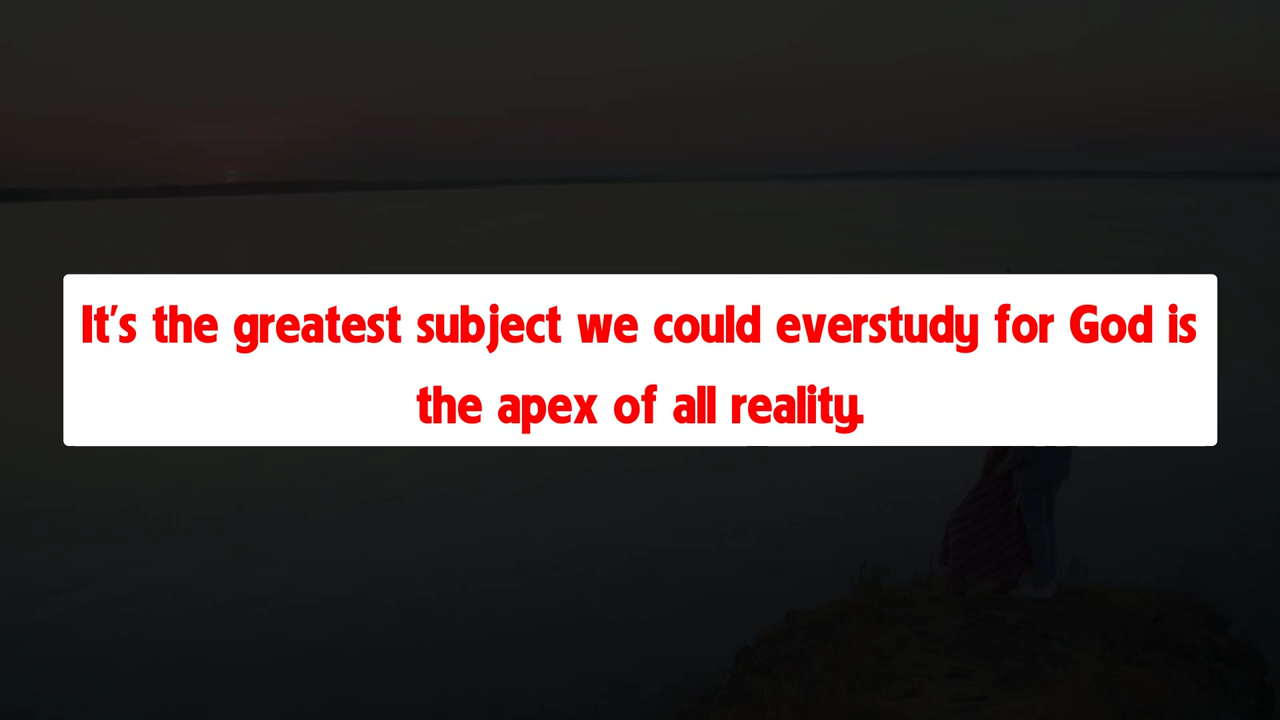 It's the greatest subject we could everstudy for God is
the apex of all reality.